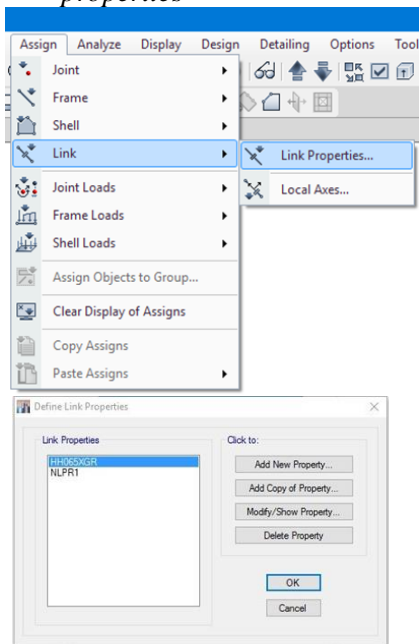 properties
Assign Analyze Display Design Detailing Options Tool
Joint
Frame
Shell
Link
Link Properties...
Local Axes...
Joint Loads
Frame Loads
Shell Loads
Assign Objects to Group...
Clear Display of Assigns
Copy Assigns
Paste Assigns
Define Link Properties
Link Properties
Click to:
HH065XGR
NLPR1
Add New Property...
Add Copy of Property...
Modify/Show Property...
Delete Property
OK
Cancel